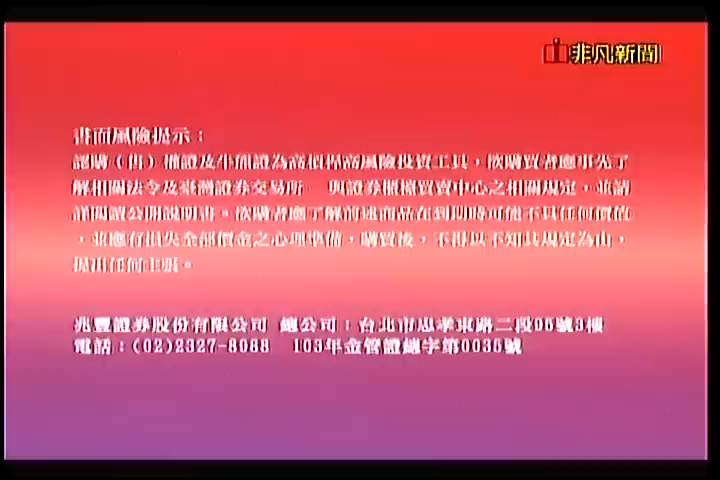 非凡新聞
書面風險提示：
認購（售）權證及牛熊證為高槓桿高風險投資工具，欲購買者應事先了
解相關法令及臺灣證券交易所 與證券櫃檯買賣中心之相關規定，並請
詳閱讀公開說明書。欲購者應了解前述商品在到期時可能不具任何價值
，並應有損失全部價金之心理準備，購買後，不得以不知其規定為由，
提出任何主張。
兆豐證券股份有限公司 總公司：台北市忠孝東路二段95號3樓
電話：(02)2327-8988 103年金管證總字第0035號